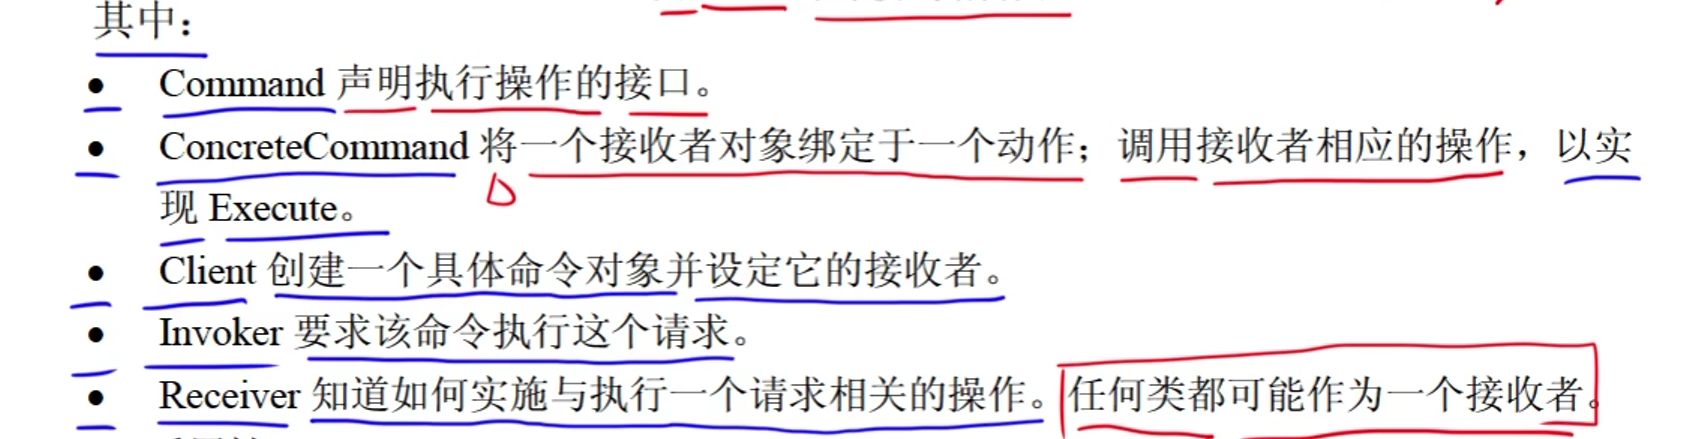 其中：
● Command 声明执行操作的接口。
● ConcreteCommand 将一个接收者对象绑定于一个动作；调用接收者相应的操作，以实
现 Execute。
● Client 创建一个具体命令对象并设定它的接收者。
● Invoker 要求该命令执行这个请求。
● Receiver 知道如何实施与执行一个请求相关的操作。任何类都可能作为一个接收者。